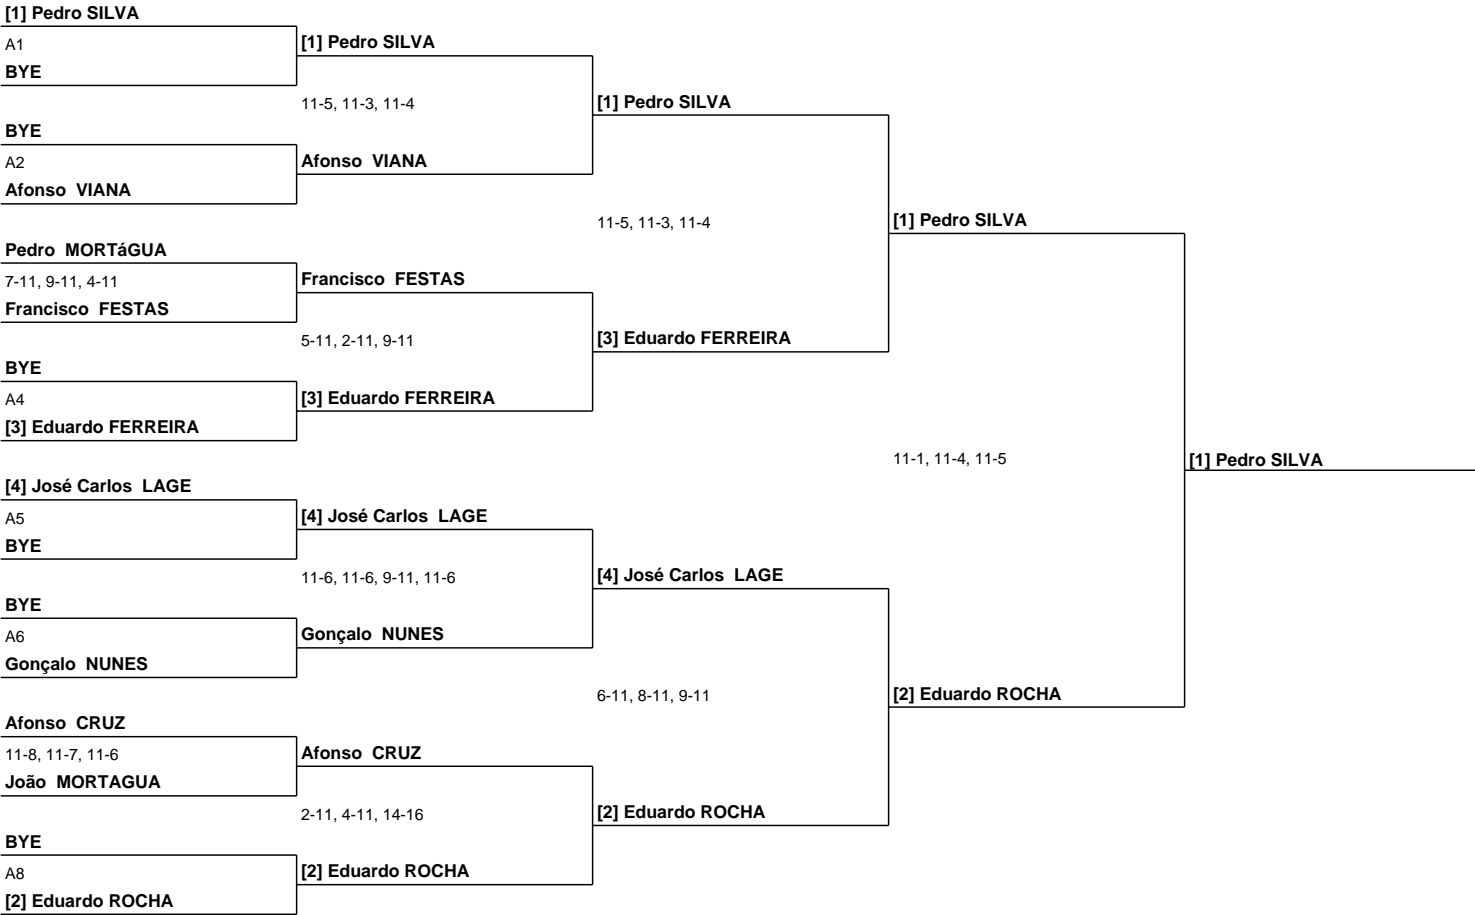 [1] Pedro SILVA
A1
BYE
BYE
A2
Afonso  VIANA
Pedro  MORTáGUA
7-11, 9-11, 4-11
Francisco  FESTAS
BYE
A4
[3] Eduardo FERREIRA
[4] José Carlos  LAGE
A5
BYE
BYE
A6
Gonçalo  NUNES
Afonso  CRUZ
11-8, 11-7, 11-6
João  MORTAGUA
BYE
A8
[2] Eduardo ROCHA
[1] Pedro SILVA
11-5, 11-3, 11-4
Afonso  VIANA
Francisco  FESTAS
5-11, 2-11, 9-11
[3] Eduardo FERREIRA
[4] José Carlos  LAGE
11-6, 11-6, 9-11, 11-6
Gonçalo  NUNES
Afonso  CRUZ
2-11, 4-11, 14-16
[2] Eduardo ROCHA
[1] Pedro SILVA
11-5, 11-3, 11-4
[3] Eduardo FERREIRA
[4] José Carlos  LAGE
6-11, 8-11, 9-11
[2] Eduardo ROCHA
[1] Pedro SILVA
11-1, 11-4, 11-5
[2] Eduardo ROCHA
[1] Pedro SILVA